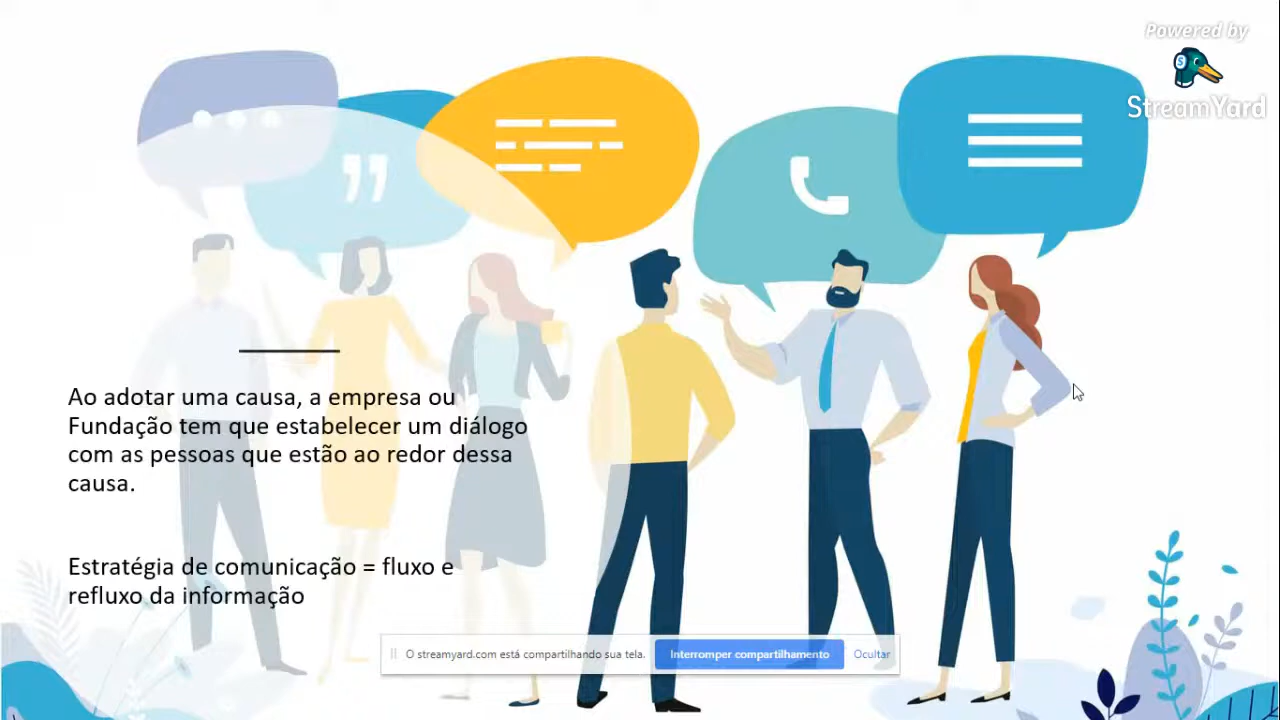 Powered by
StreamYard
Ao adotar uma causa, a empresa ou
Fundação tem que estabelecer um diálogo
com as pessoas que estão ao redor dessa
causa.
Estratégia de comunicação = fluxo e
refluxo da informação
O streamyard.com está compartilhando sua tela. Interromper compartilhamento Ocultar